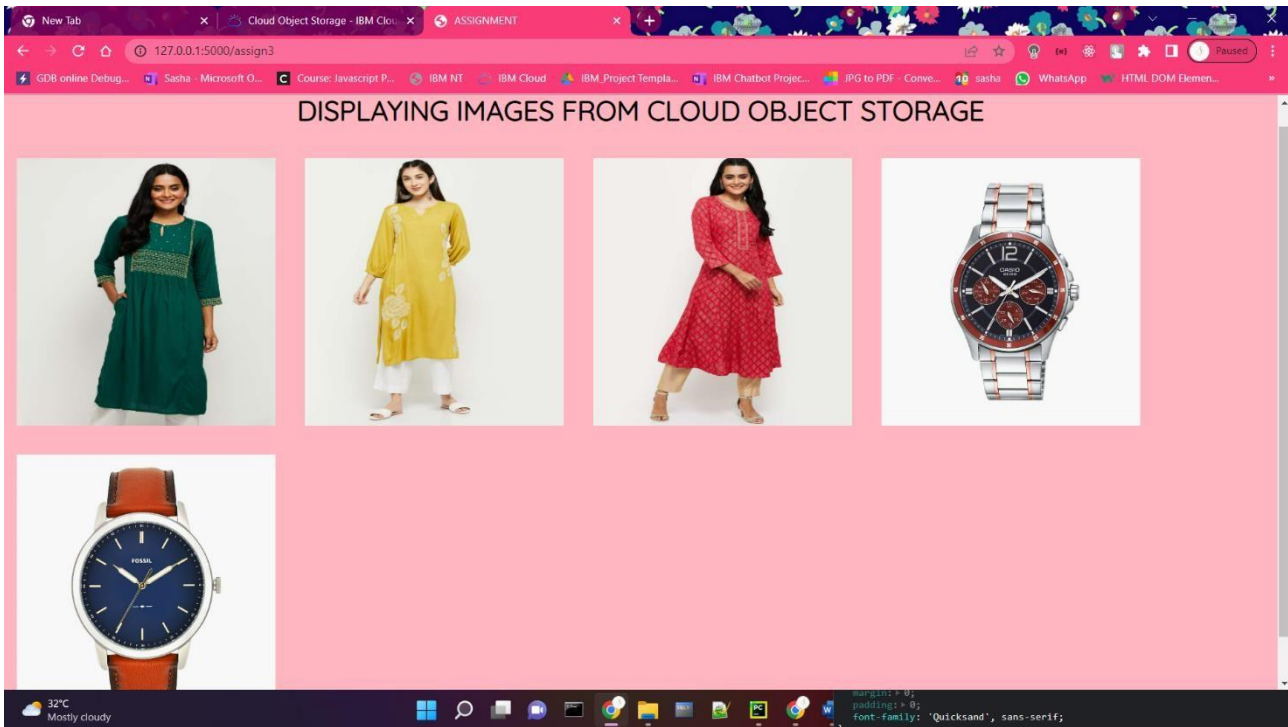 New Tab
Cloud Object Storage - IBM Clou
ASSIGNMENT
127.0.0.1:5000/assign3
Paused
GDB online Debug...
Sasha - Microsoft O...
Course: Javascript P...
IBM NT
IBM Cloud
IBM_Project Templa...
IBM Chatbot Projec...
JPG to PDF - Conve...
sasha
WhatsApp
HTML DOM Elemen...
DISPLAYING IMAGES FROM CLOUD OBJECT STORAGE
12
CASIO
FOSSIL
margin: 0;
32°C
padding: 0;
Mostly cloudy
font-family: 'Quicksand', sans-serif;